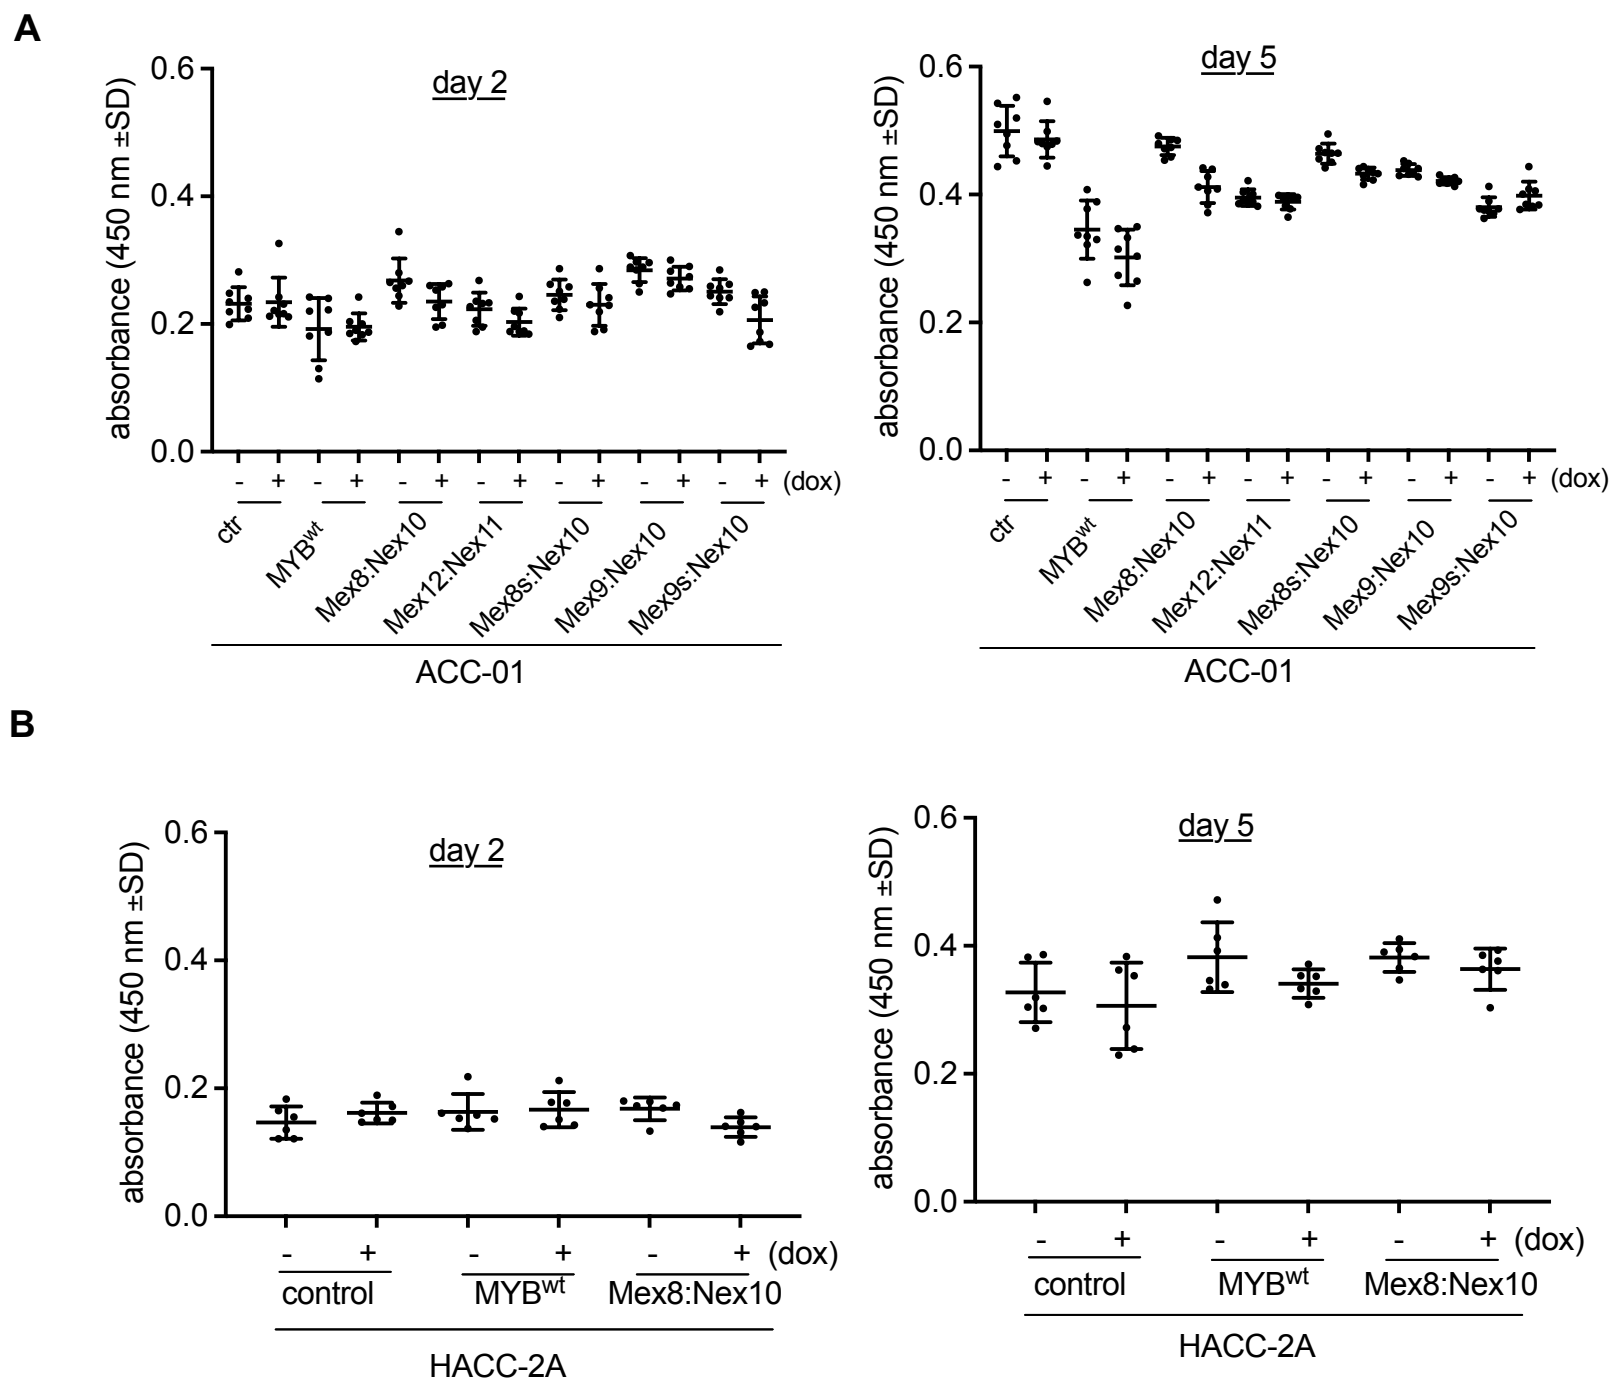 A
day 2
absorbance (450 nm ±SD)
0.6
0.4
0.2
0.0
- + - + - + - + - + - + - + (dox)
ctr
MYBwt
Mex8:Nex10
Mex12:Nex11
Mex8s:Nex10
Mex9:Nex10
Mex9s:Nex10
ACC-01
day 5
absorbance (450 nm ±SD)
0.6
0.4
0.2
0.0
- + - + - + - + - + - + - + (dox)
ctr
MYBwt
Mex8:Nex10
Mex12:Nex11
Mex8s:Nex10
Mex9:Nex10
Mex9s:Nex10
ACC-01
B
day 2
absorbance (450 nm ±SD)
0.6
0.4
0.2
0.0
- + - + - + (dox)
control MYBwt Mex8:Nex10
HACC-2A
day 5
absorbance (450 nm ±SD)
0.6
0.4
0.2
0.0
- + - + - + (dox)
control MYBwt Mex8:Nex10
HACC-2A